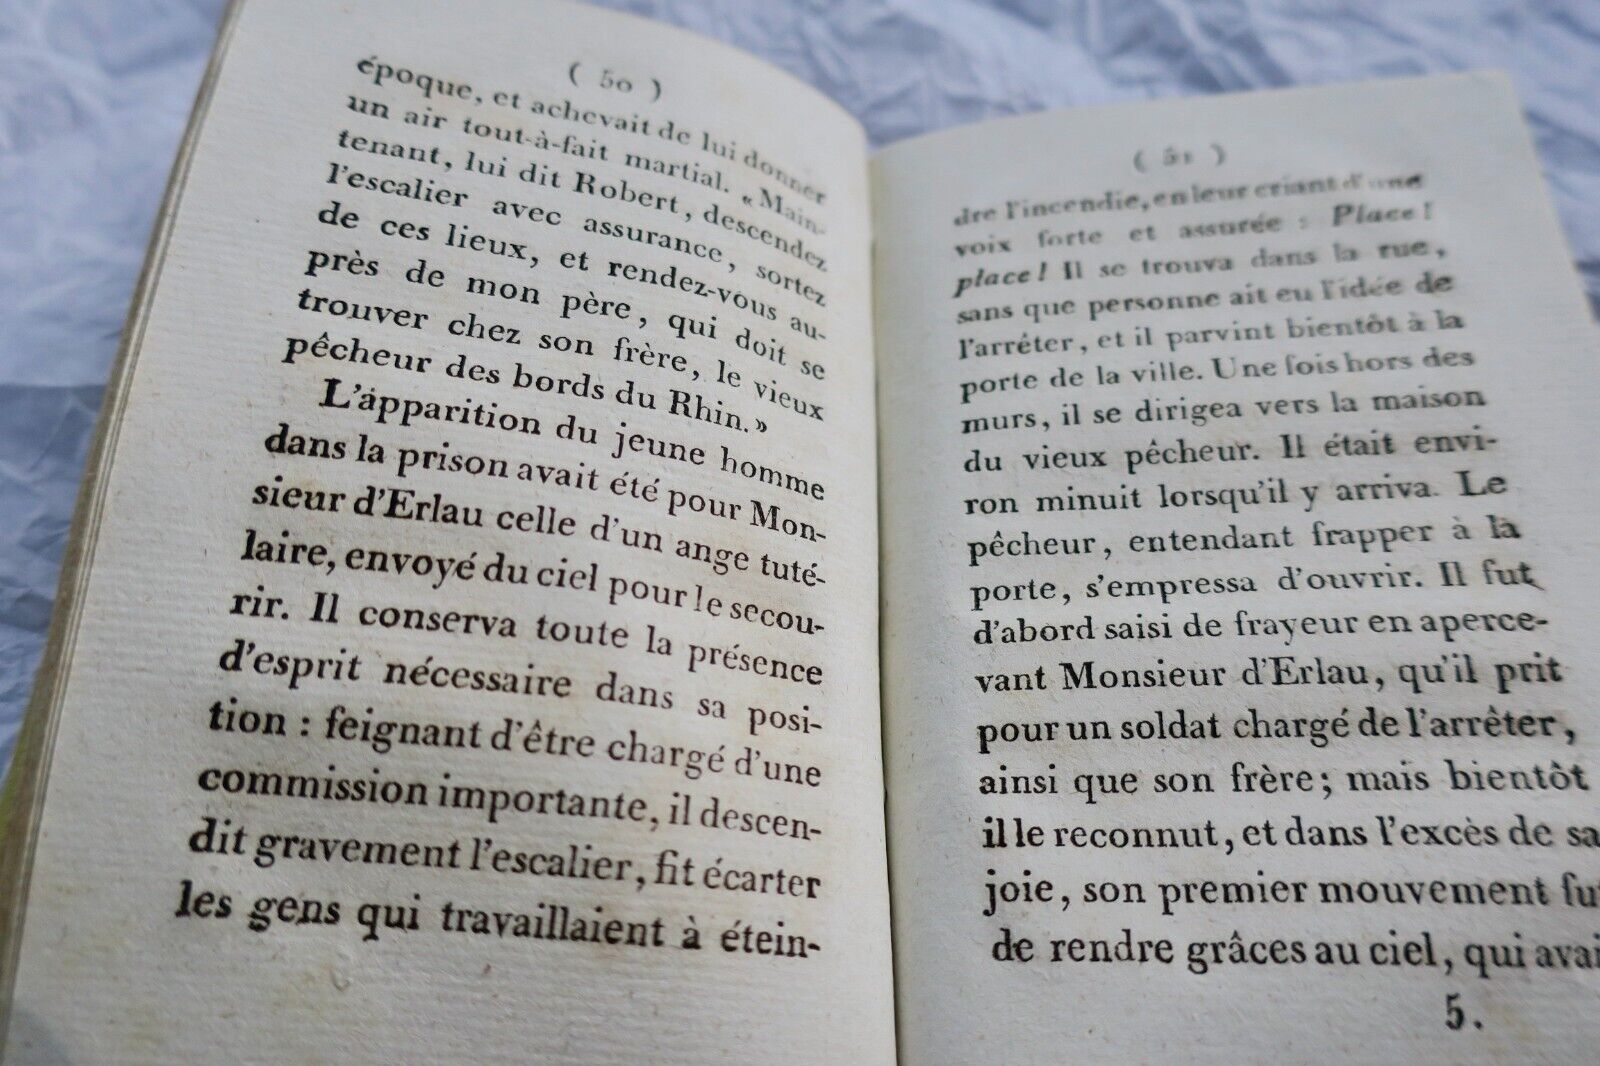 ( 50 )
époque, et achevait de lui donner
un air tout-à-fait martial. « Main-
tenant, lui dit Robert, descendez
l'escalier avec assurance, sortez
de ces lieux, et rendez-vous au-
près de mon père, qui doit se
trouver chez son frère, le vieux
pêcheur des bords du Rhin. »
L'apparition du jeune homme
dans la prison avait été pour Mon-
sieur d'Erlau celle d'un ange tuté-
laire, envoyé du ciel pour le secou-
rir. Il conserva toute la présence
d'esprit nécessaire dans sa posi-
tion : feignant d'être chargé d'une
commission importante, il descen-
dit gravement l'escalier, fit écarter
les gens qui travaillaient à étein-
( 51 )
dre l'incendie, en leur criant d'une
voix forte et assurée : Place !
place ! Il se trouva dans la rue,
sans que personne ait eu l'idée de
l'arrêter, et il parvint bientôt à la
porte de la ville. Une fois hors des
murs, il se dirigea vers la maison
du vieux pêcheur. Il était envi-
ron minuit lorsqu'il y arriva. Le
pêcheur, entendant frapper à la
porte, s'empressa d'ouvrir. Il fut
d'abord saisi de frayeur en aperce-
vant Monsieur d'Erlau, qu'il prit
pour un soldat chargé de l'arrêter,
ainsi que son frère ; mais bientôt
il le reconnut, et dans l'excès de sa
joie, son premier mouvement fut
de rendre grâces au ciel, qui avai
5.